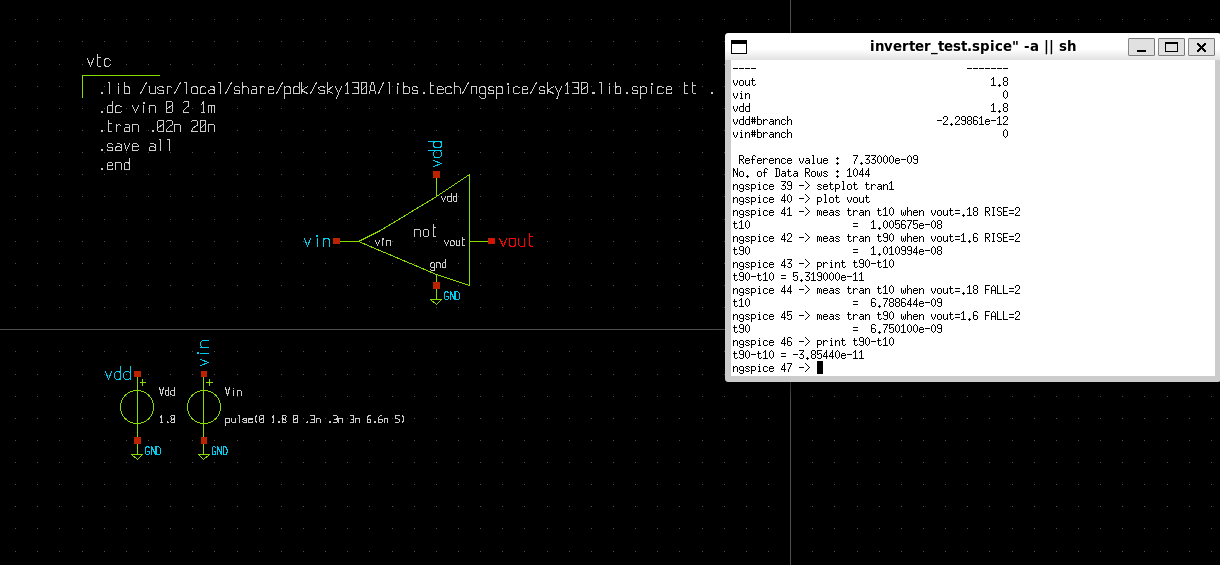 vtc
.lib /usr/local/share/pdk/sky130A/libs.tech/ngspice/sky130.lib.spice tt .
.dc vin 0 2 1m
.tran .02n 20n
.save all
.end
vdd
vdd
vin
vin
not
vout
vout
gnd
GND
vdd
vin
+
+
Vdd
Vin
1.8
pulse(0 1.8 0 .3n .3n 3n 6.6n 5)
GND
GND
inverter_test.spice" -a || sh
---- -------
vout 1.8
vin 0
vdd 1.8
vdd#branch -2.29861e-12
vin#branch 0
Reference value : 7.33000e-09
No. of Data Rows : 1044
ngspice 39 -> setplot tran1
ngspice 40 -> plot vout
ngspice 41 -> meas tran t10 when vout=.18 RISE=2
t10 = 1.005675e-08
ngspice 42 -> meas tran t90 when vout=1.6 RISE=2
t90 = 1.010994e-08
ngspice 43 -> print t90-t10
t90-t10 = 5.319000e-11
ngspice 44 -> meas tran t10 when vout=.18 FALL=2
t10 = 6.788644e-09
ngspice 45 -> meas tran t90 when vout=1.6 FALL=2
t90 = 6.750100e-09
ngspice 46 -> print t90-t10
t90-t10 = -3.85440e-11
ngspice 47 ->